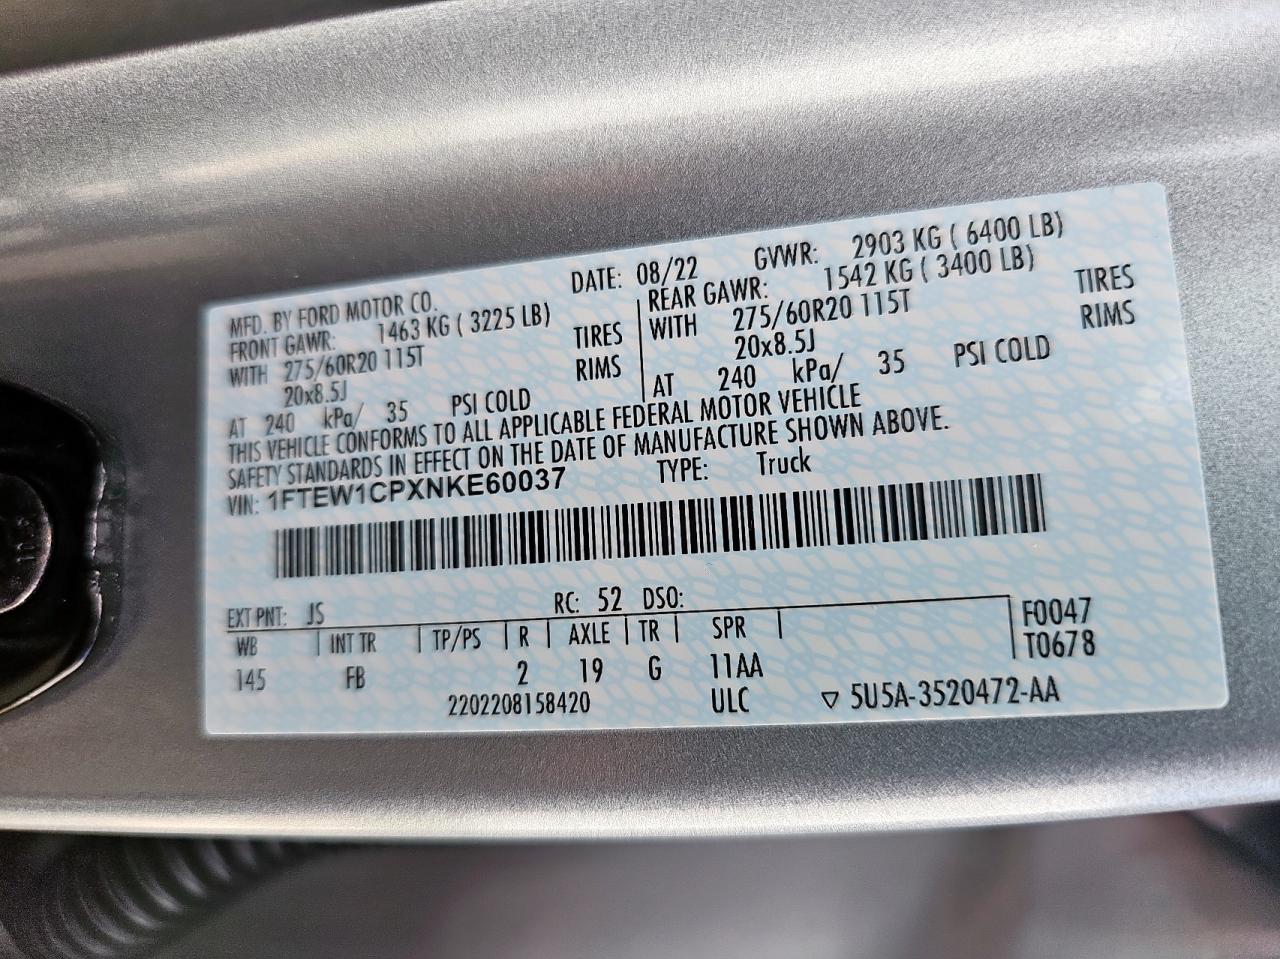 MFD. BY FORD MOTOR CO. DATE: 08/22 GVWR: 2903 KG ( 6400 LB)
FRONT GAWR: 1463 KG ( 3225 LB)
WITH 275/60R20 115T TIRES
20x8.5J RIMS
AT 240 kPa/ 35 PSI COLD
REAR GAWR: 1542 KG ( 3400 LB)
WITH 275/60R20 115T TIRES
20x8.5J RIMS
AT 240 kPa/ 35 PSI COLD
THIS VEHICLE CONFORMS TO ALL APPLICABLE FEDERAL MOTOR VEHICLE
SAFETY STANDARDS IN EFFECT ON THE DATE OF MANUFACTURE SHOWN ABOVE.
VIN: 1FTEW1CPXNKE60037 TYPE: Truck
EXT PNT: JS RC: 52 DSO:
WB INT TR TP/PS R AXLE TR SPR
145 FB 2 19 G 11AA
F0047
T0678
2202208158420 ULC ▽ 5U5A-3520472-AA